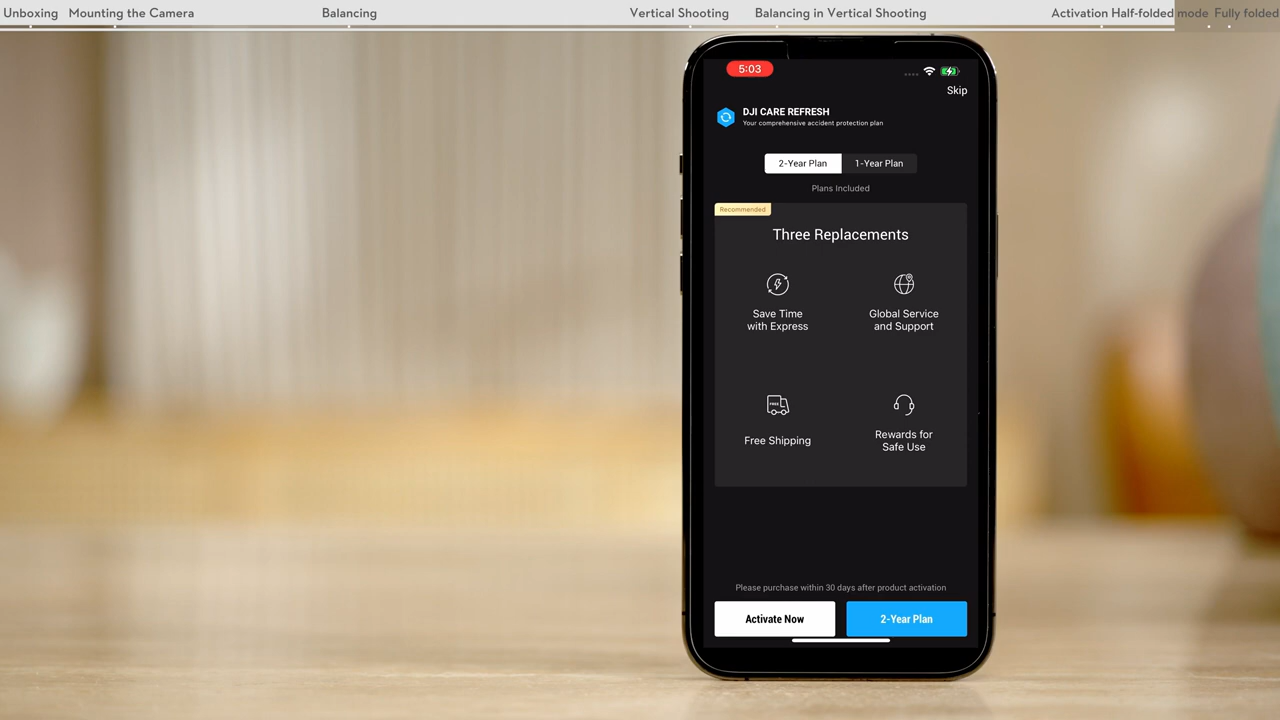 Unboxing Mounting the Camera Balancing Vertical Shooting Balancing in Vertical Shooting Activation Half-folded mode Fully folded
5:03
Skip
DJI CARE REFRESH
Your comprehensive accident protection plan
2-Year Plan 1-Year Plan
Plans Included
Recommended
Three Replacements
Save Time
with Express
Global Service
and Support
FREE
Free Shipping
Rewards for
Safe Use
Please purchase within 30 days after product activation
Activate Now 2-Year Plan